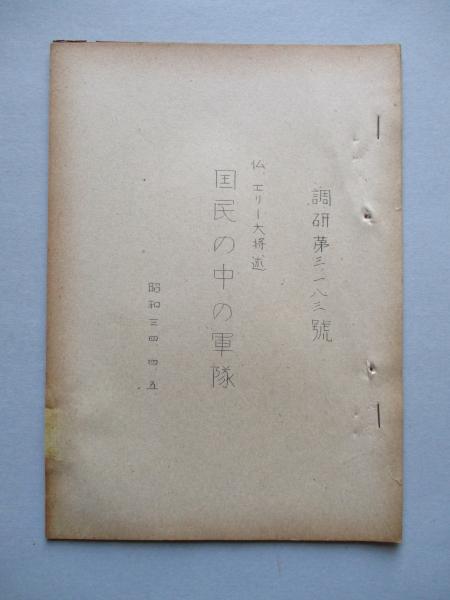 調研第三一八三號
仏、エリー大将述
国民の中の軍隊
昭和三四、四、五